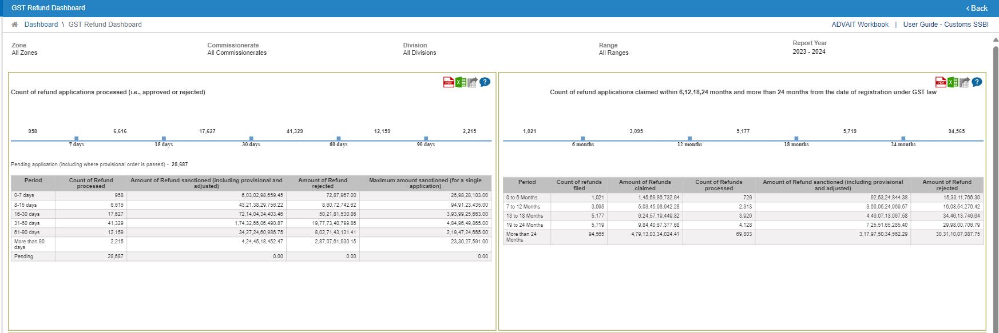 GST Refund Dashboard
< Back
Dashboard \ GST Refund Dashboard
ADVAIT Workbook | User Guide - Customs SSBI
Zone
All Zones
Commissionerate
All Commissionerates
Division
All Divisions
Range
All Ranges
Report Year
2023 - 2024
Count of refund applications processed (i.e., approved or rejected)
958 6,616 17,627 41,329 12,159 2,215
7 days 15 days 30 days 60 days 90 days
Pending application (including where provisional order is passed) - 28,687
Period Count of Refund processed Amount of Refund sanctioned (including provisional and adjusted) Amount of Refund rejected Maximum amount sanctioned (for a single application)
0-7 days 958 6,03,02,98,659.45 72,87,967.00 26,98,28,103.00
8-15 days 6,616 43,21,38,29,756.22 8,60,72,742.62 94,91,23,435.00
16-30 days 17,627 72,14,04,34,403.46 50,21,81,530.86 3,93,99,25,663.00
31-60 days 41,329 1,74,32,66,06,490.87 19,77,73,40,799.86 4,84,96,49,865.00
61-90 days 12,159 34,27,24,60,986.75 8,02,71,43,131.41 2,19,47,24,665.00
More than 90 days 2,215 4,24,45,18,452.47 2,87,07,61,930.15 23,30,27,591.00
Pending 28,687 0.00 0.00 0.00
Count of refund applications claimed within 6,12,18,24 months and more than 24 months from the date of registration under GST law
1,021 3,095 5,177 5,719 94,565
6 months 12 months 18 months 24 months
Period Count of refunds filed Amount of Refunds claimed Count of Refunds processed Amount of Refund sanctioned (including provisional and adjusted) Amount of Refund rejected
0 to 6 Months 1,021 1,45,69,86,732.94 729 92,53,24,844.38 15,33,11,766.30
7 to 12 Months 3,095 5,03,45,98,942.28 2,313 3,60,05,24,969.57 16,08,54,276.42
13 to 18 Months 5,177 6,24,57,19,449.82 3,920 4,46,07,13,067.58 34,46,13,746.64
19 to 24 Months 5,719 9,84,40,67,377.68 4,128 7,25,51,65,285.40 29,98,00,706.79
More than 24 Months 94,565 4,79,13,03,34,024.41 69,803 3,17,97,50,34,562.29 30,31,10,07,087.75